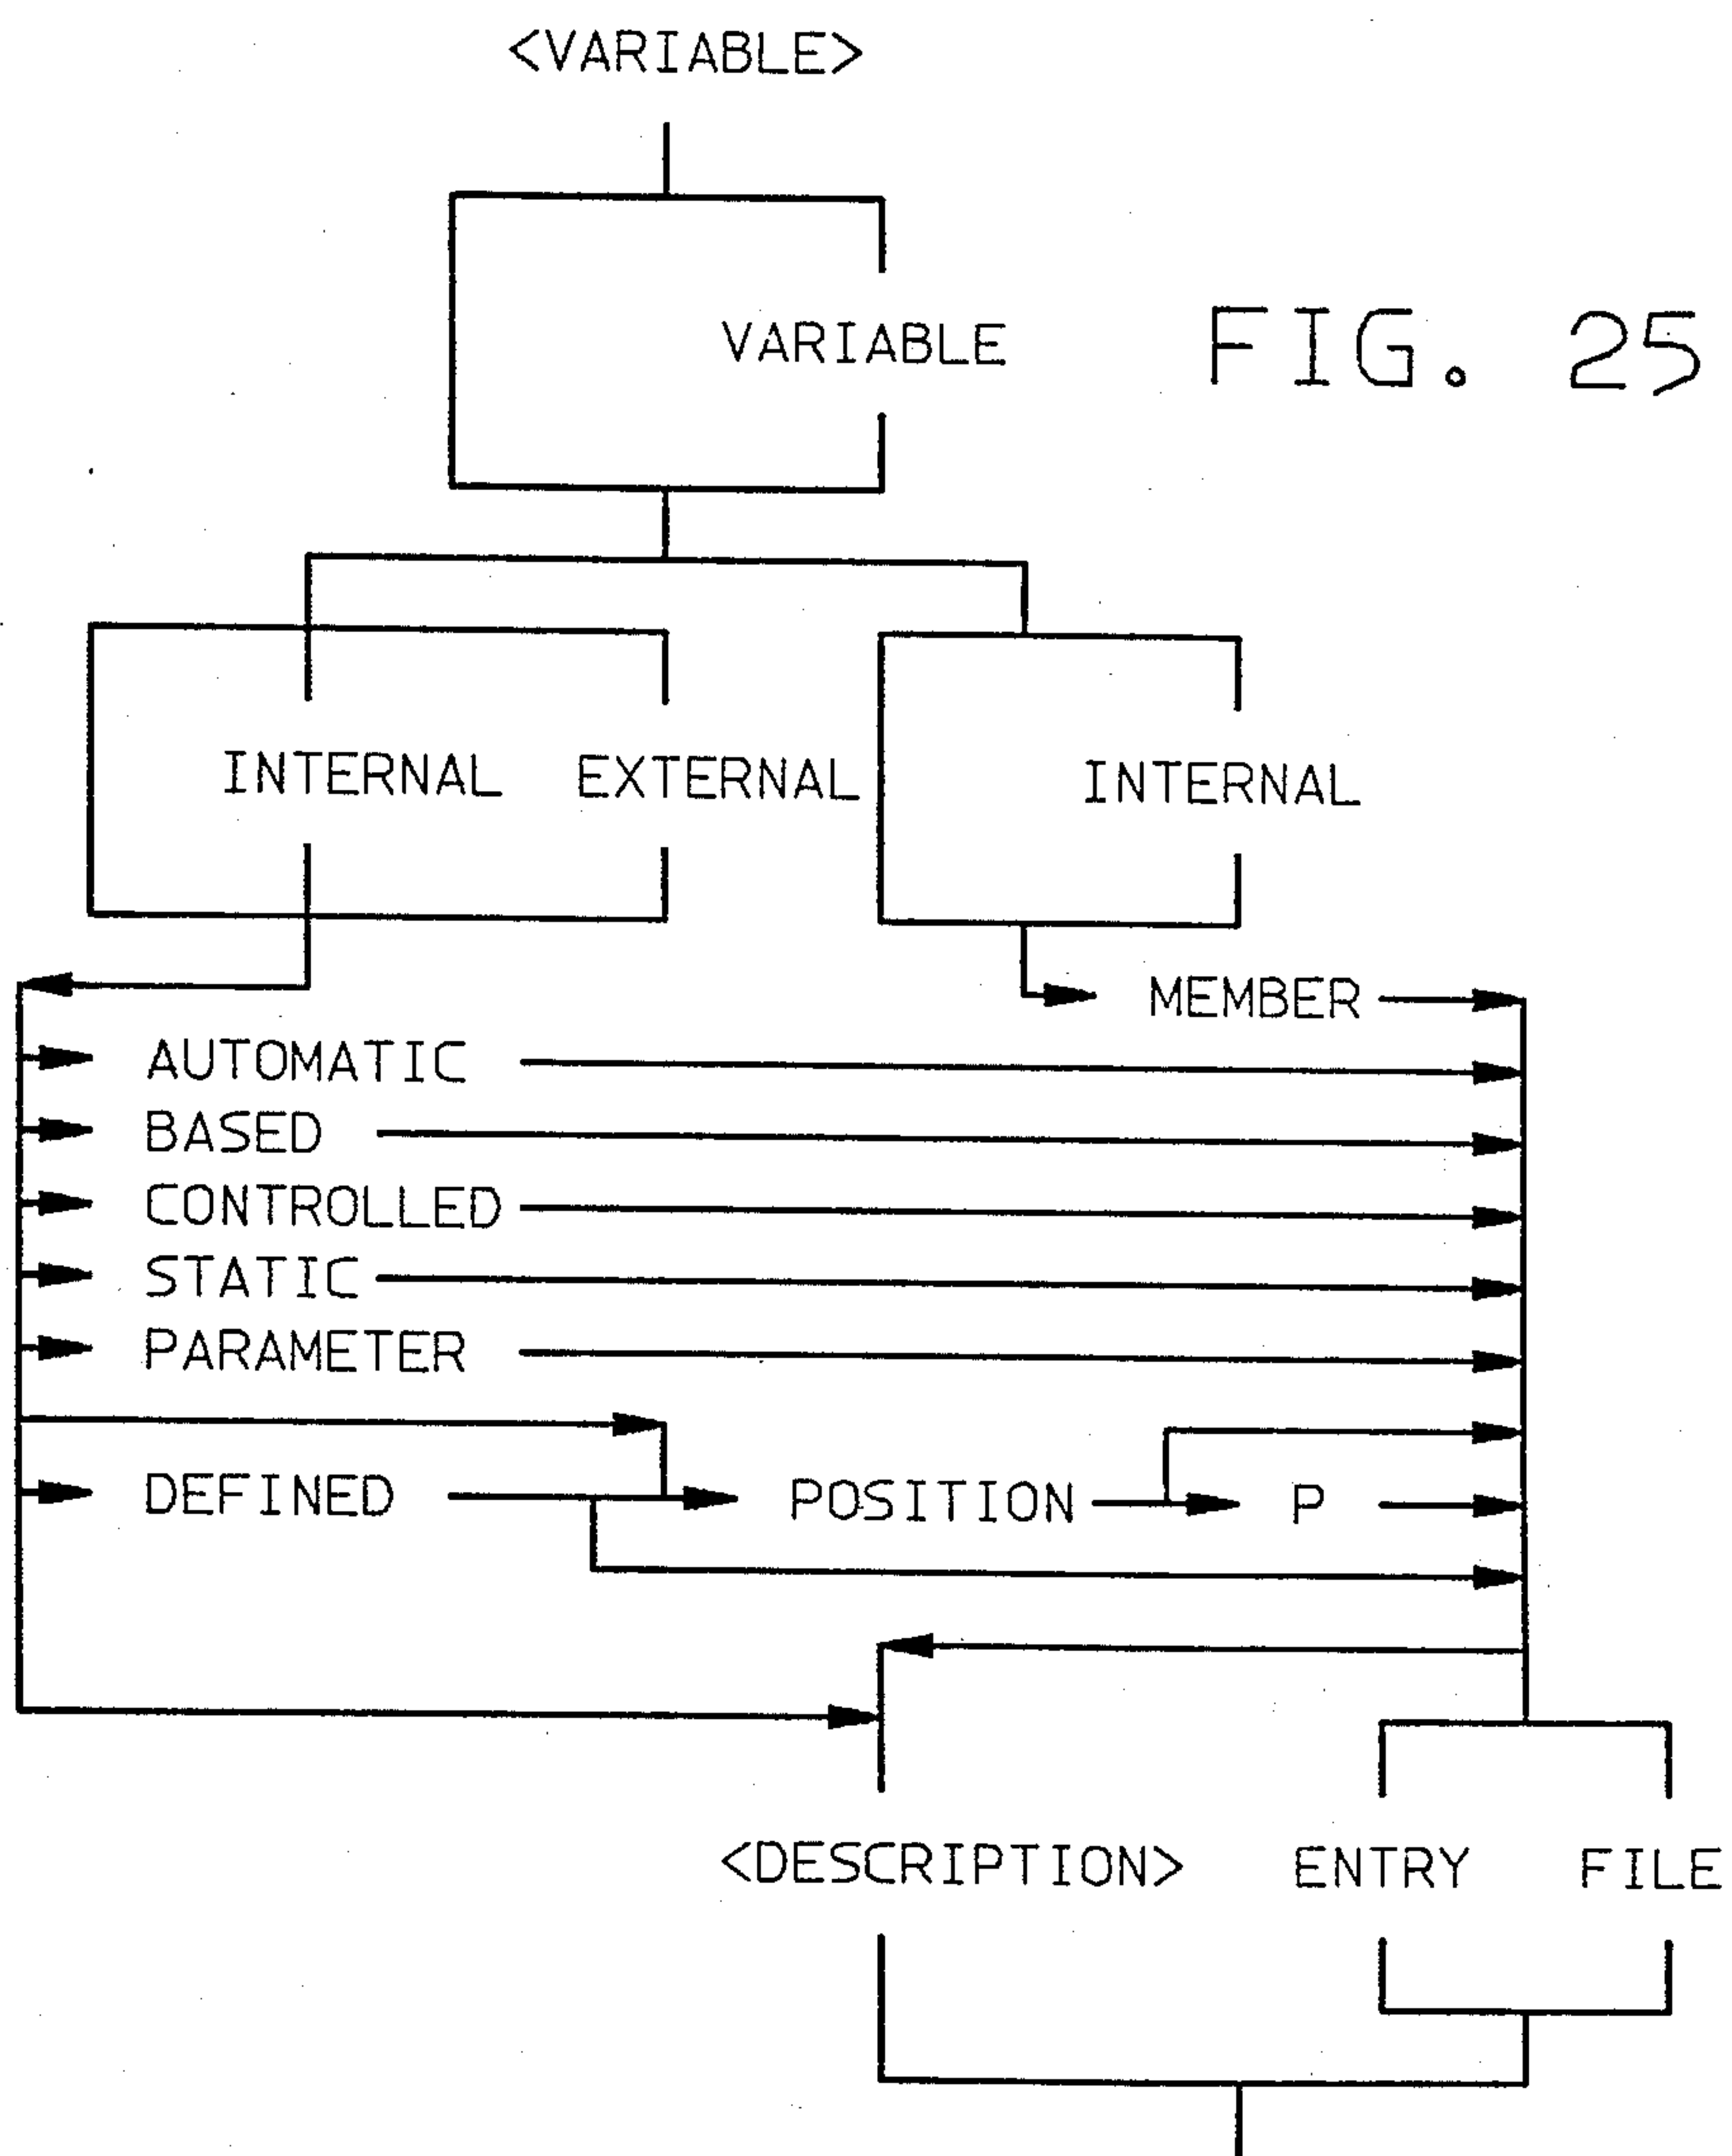 <VARIABLE>
VARIABLE
FIG. 25
INTERNAL EXTERNAL INTERNAL
MEMBER
AUTOMATIC
BASED
CONTROLLED
STATIC
PARAMETER
DEFINED POSITION P
<DESCRIPTION> ENTRY FILE